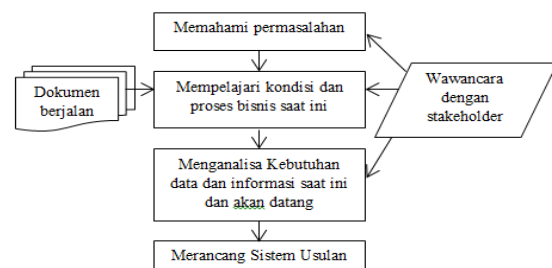 Memahami permasalahan
Dokumen
berjalan
Mempelajari kondisi dan
proses bisnis saat ini
Wawancara
dengan
stakeholder
Menganalisa Kebutuhan
data dan informasi saat ini
dan akan datang
Merancang Sistem Usulan